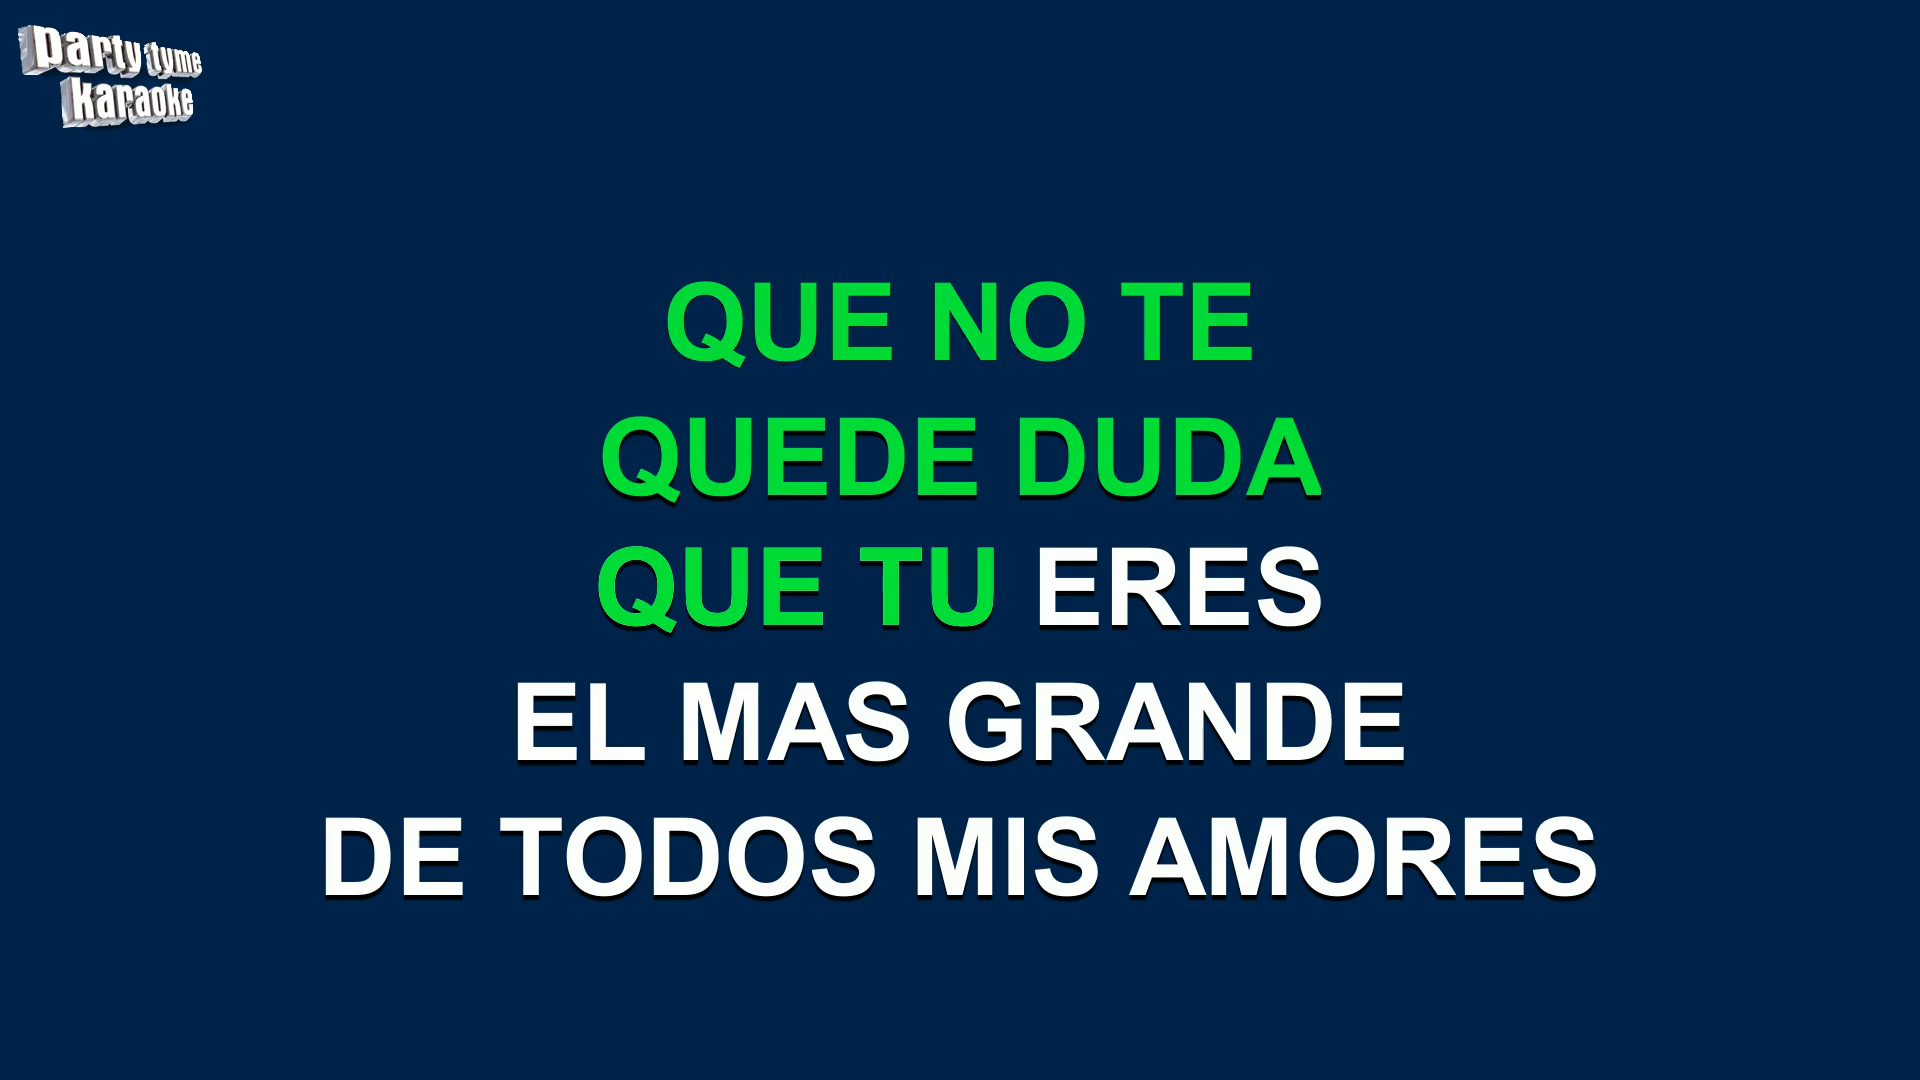 party tyme
karaoke
QUE NO TE
QUEDE DUDA
QUE TU ERES
EL MAS GRANDE
DE TODOS MIS AMORES